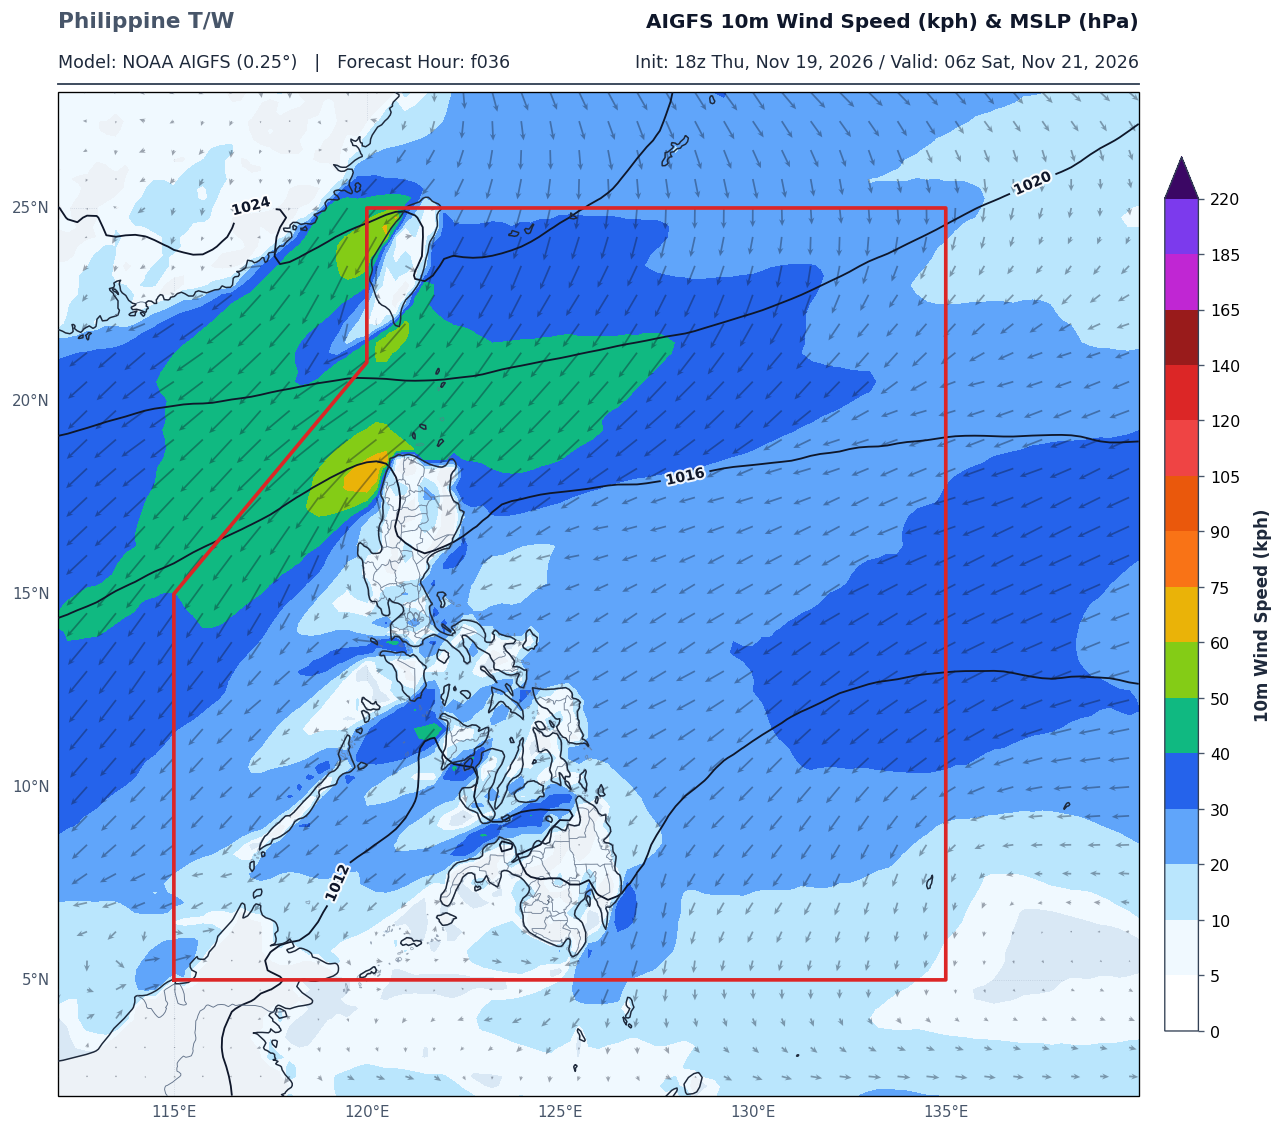 Philippine T/W
AIGFS 10m Wind Speed (kph) & MSLP (hPa)
Model: NOAA AIGFS (0.25°) | Forecast Hour: f036
Init: 18z Thu, Nov 19, 2026 / Valid: 06z Sat, Nov 21, 2026
1024
1020
1016
1012
25°N
20°N
15°N
10°N
5°N
115°E
120°E
125°E
130°E
135°E
220
185
165
140
120
105
90
75
60
50
40
30
20
10
5
0
10m Wind Speed (kph)